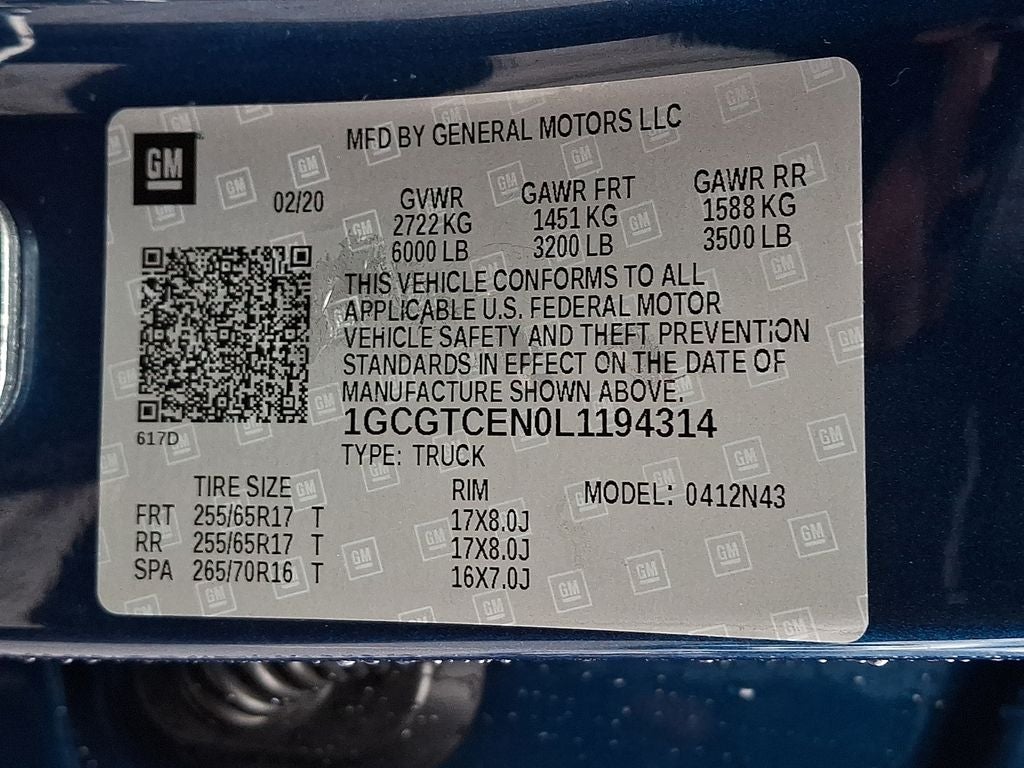 GM
MFD BY GENERAL MOTORS LLC
02/20
GVWR GAWR FRT GAWR RR
2722 KG 1451 KG 1588 KG
6000 LB 3200 LB 3500 LB
THIS VEHICLE CONFORMS TO ALL
APPLICABLE U.S. FEDERAL MOTOR
VEHICLE SAFETY AND THEFT PREVENTION
STANDARDS IN EFFECT ON THE DATE OF
MANUFACTURE SHOWN ABOVE.
617D
1GCGTCEN0L1194314
TYPE: TRUCK
TIRE SIZE RIM MODEL: 0412N43
FRT 255/65R17 T 17X8.0J
RR 255/65R17 T 17X8.0J
SPA 265/70R16 T 16X7.0J